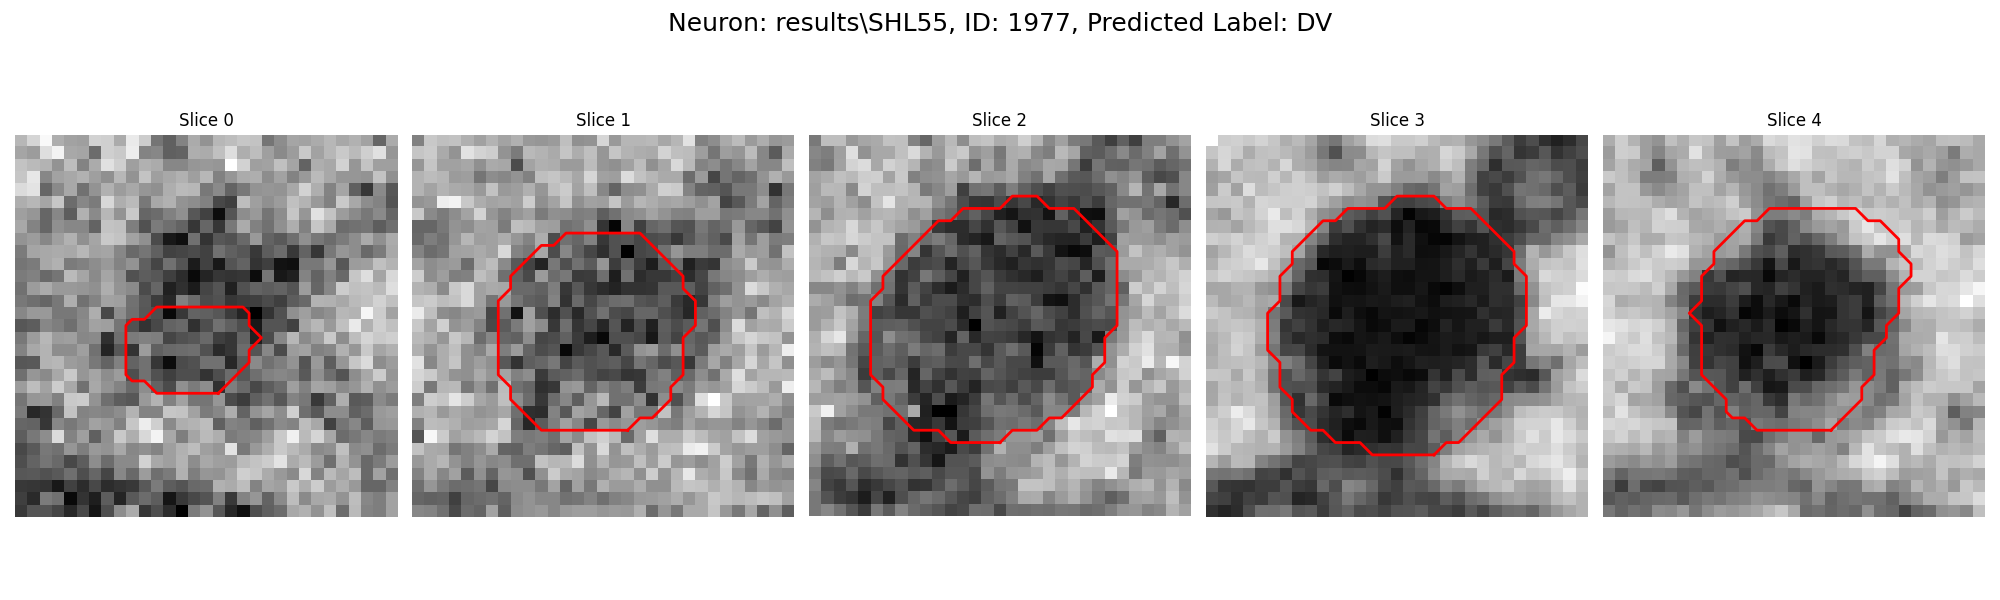 Neuron: results\SHL55, ID: 1977, Predicted Label: DV
Slice 0
Slice 1
Slice 2
Slice 3
Slice 4